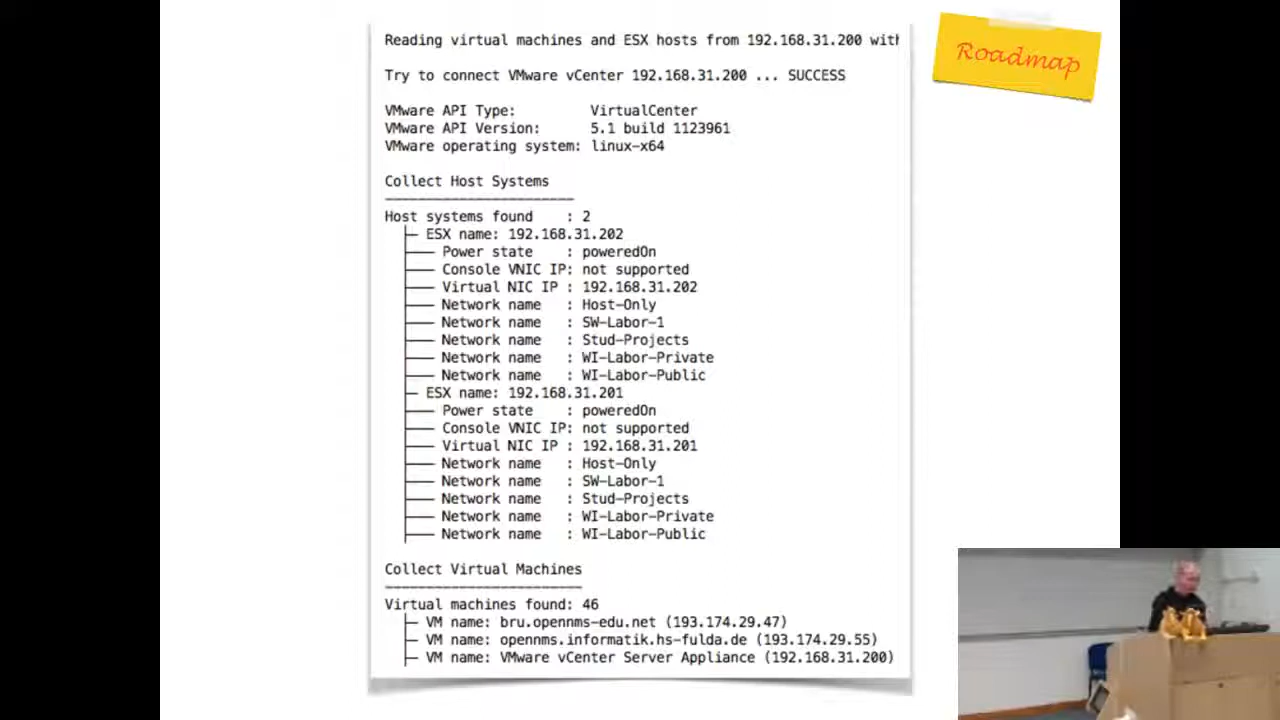 Reading virtual machines and ESX hosts from 192.168.31.200 with
Roadmap
Try to connect VMware vCenter 192.168.31.200 ... SUCCESS
VMware API Type: VirtualCenter
VMware API Version: 5.1 build 1123961
VMware operating system: linux-x64
Collect Host Systems
Host systems found : 2
ESX name: 192.168.31.202
Power state : poweredOn
Console VNIC IP: not supported
Virtual NIC IP : 192.168.31.202
Network name : Host-Only
Network name : SW-Labor-1
Network name : Stud-Projects
Network name : WI-Labor-Private
Network name : WI-Labor-Public
ESX name: 192.168.31.201
Power state : poweredOn
Console VNIC IP: not supported
Virtual NIC IP : 192.168.31.201
Network name : Host-Only
Network name : SW-Labor-1
Network name : Stud-Projects
Network name : WI-Labor-Private
Network name : WI-Labor-Public
Collect Virtual Machines
Virtual machines found: 46
VM name: bru.opennms-edu.net (193.174.29.47)
VM name: opennms.informatik.hs-fulda.de (193.174.29.55)
VM name: VMware vCenter Server Appliance (192.168.31.200)